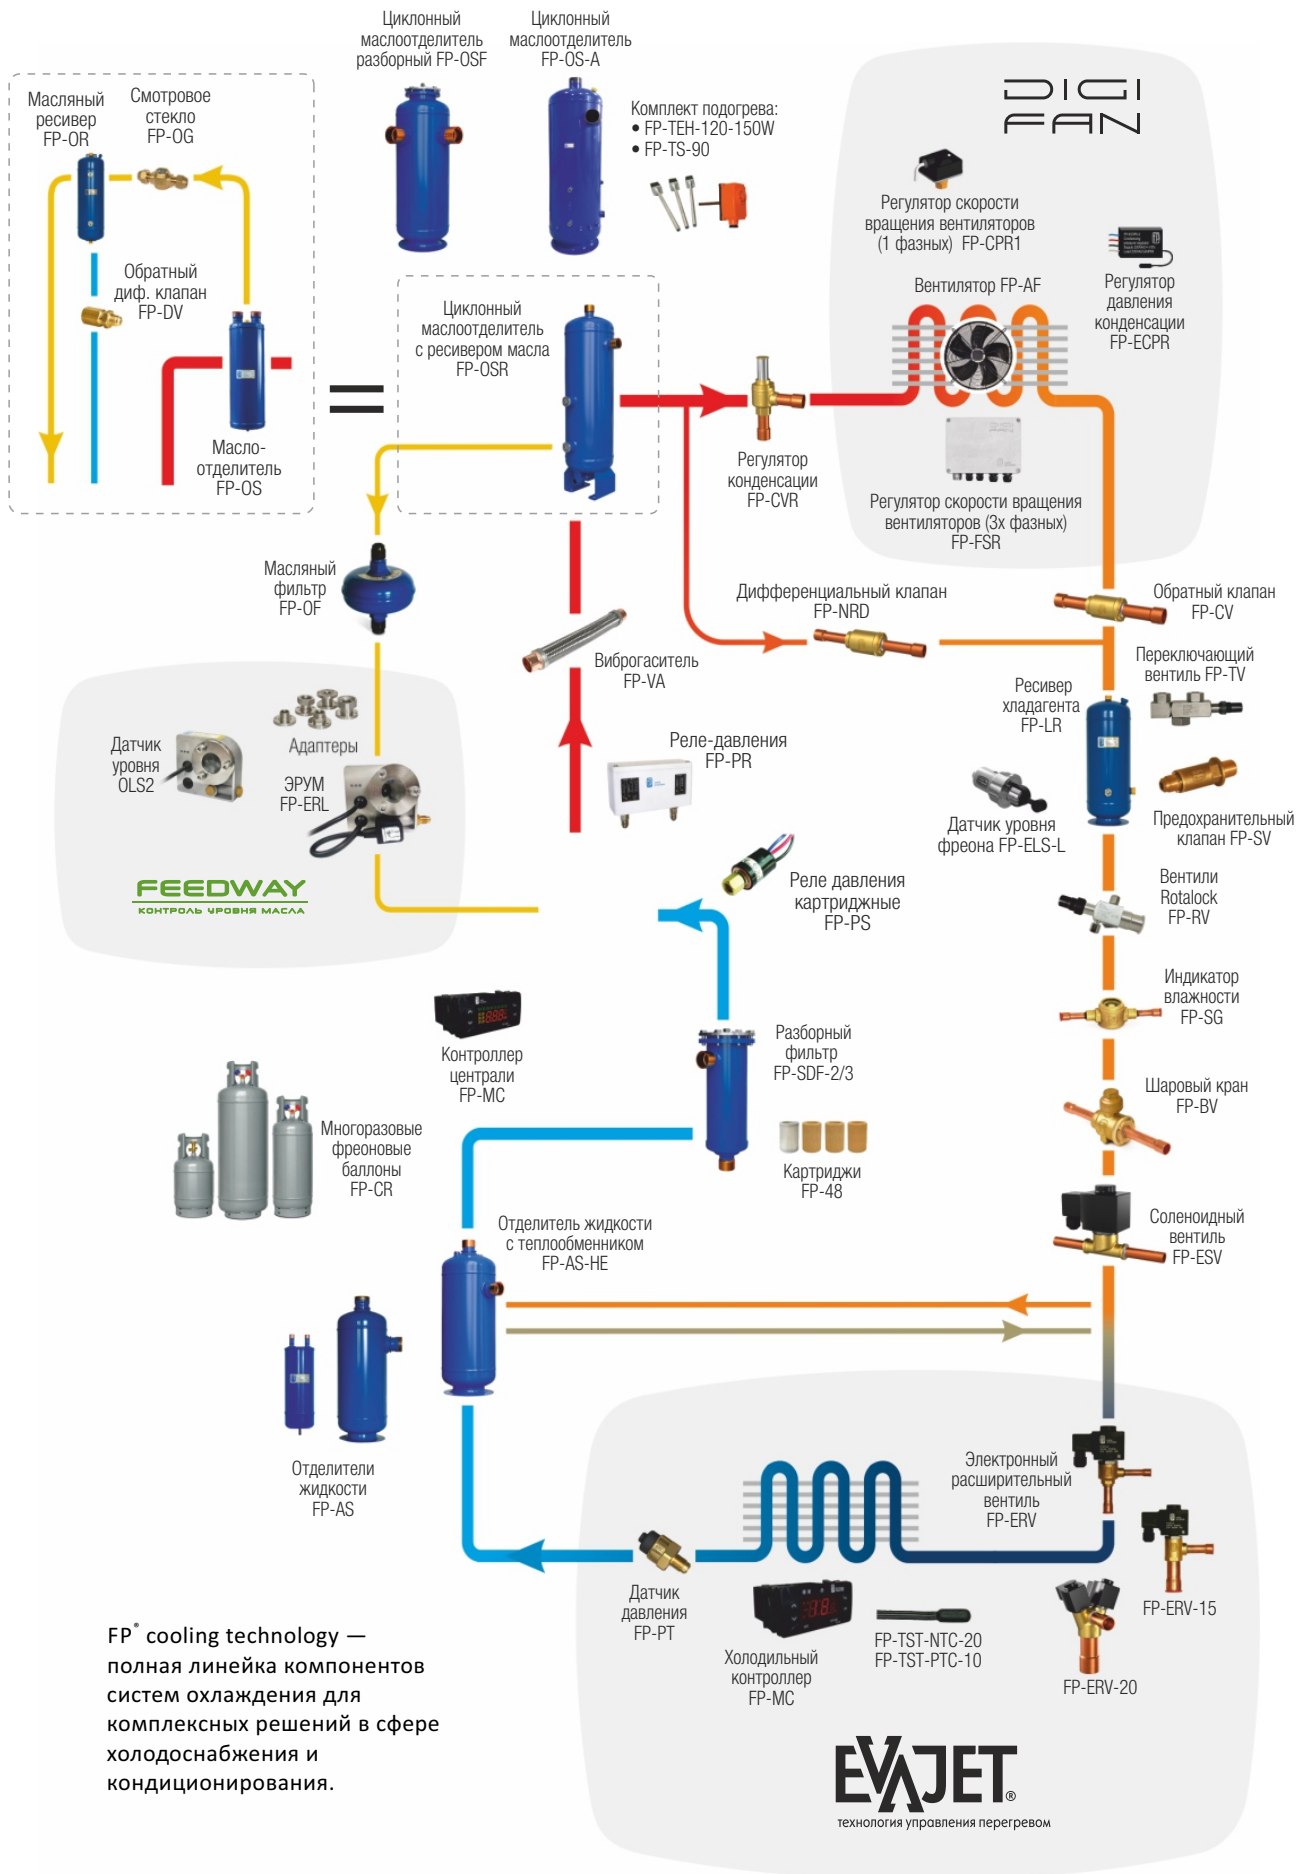 Циклонный
маслоотделитель
разборный FP-OSF
Циклонный
маслоотделитель
FP-OS-A
Масляный
ресивер
FP-OR
Смотровое
стекло
FP-OG
Комплект подогрева:
• FP-TEH-120-150W
• FP-TS-90
DIGI
FAN
Регулятор скорости
вращения вентиляторов
(1 фазных) FP-CPR1
Обратный
диф. клапан
FP-DV
Циклонный
маслоотделитель
с ресивером масла
FP-OSR
Вентилятор FP-AF
Регулятор
давления
конденсации
FP-ECPR
=
Масло-
отделитель
FP-OS
Регулятор
конденсации
FP-CVR
Регулятор скорости вращения
вентиляторов (3х фазных)
FP-FSR
Масляный
фильтр
FP-OF
Дифференциальный клапан
FP-NRD
Обратный клапан
FP-CV
Виброгаситель
FP-VA
Ресивер
хладагента
FP-LR
Переключающий
вентиль FP-TV
Датчик
уровня
OLS2
Адаптеры
ЭРУМ
FP-ERL
Реле-давления
FP-PR
Датчик уровня
фреона FP-ELS-L
Предохранительный
клапан FP-SV
FEEDWAY
КОНТРОЛЬ УРОВНЯ МАСЛА
Реле давления
картриджные
FP-PS
Вентили
Rotalock
FP-RV
Индикатор
влажности
FP-SG
Контроллер
централи
FP-MC
Разборный
фильтр
FP-SDF-2/3
Шаровый кран
FP-BV
Многоразовые
фреоновые
баллоны
FP-CR
Картриджи
FP-48
Отделитель жидкости
с теплообменником
FP-AS-HE
Соленоидный
вентиль
FP-ESV
Отделители
жидкости
FP-AS
Электронный
расширительный
вентиль
FP-ERV
Датчик
давления
FP-PT
Холодильный
контроллер
FP-MC
FP-TST-NTC-20
FP-TST-PTC-10
FP-ERV-15
FP-ERV-20
FP® cooling technology —
полная линейка компонентов
систем охлаждения для
комплексных решений в сфере
холодоснабжения и
кондиционирования.
EVAJET®
технология управления перегревом